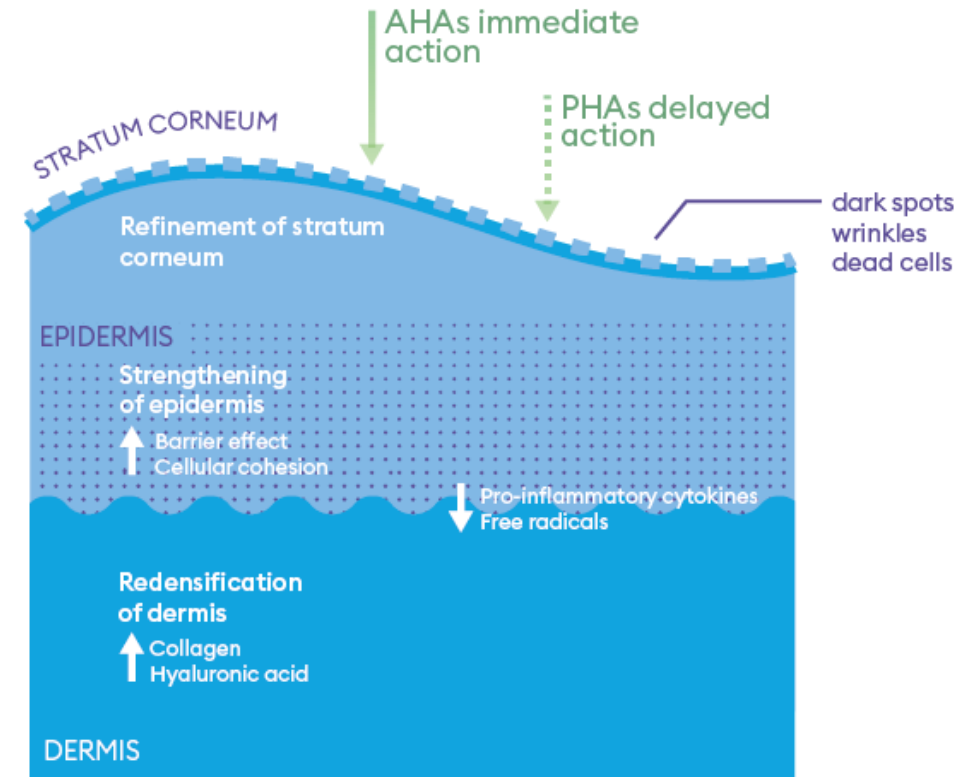 AHAs immediate
action
PHAs delayed
action
STRATUM CORNEUM
dark spots
wrinkles
dead cells
Refinement of stratum
corneum
EPIDERMIS
Strengthening
of epidermis
Barrier effect
Cellular cohesion
Pro-inflammatory cytokines
Free radicals
Redensification
of dermis
Collagen
Hyaluronic acid
DERMIS